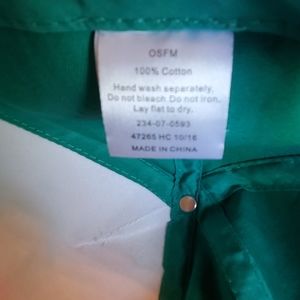 OSFM
100% Cotton
Hand wash separately,
Do not bleach.Do not iron.
Lay flat to dry.
234-07-0593
47265 HC 10/16
MADE IN CHINA